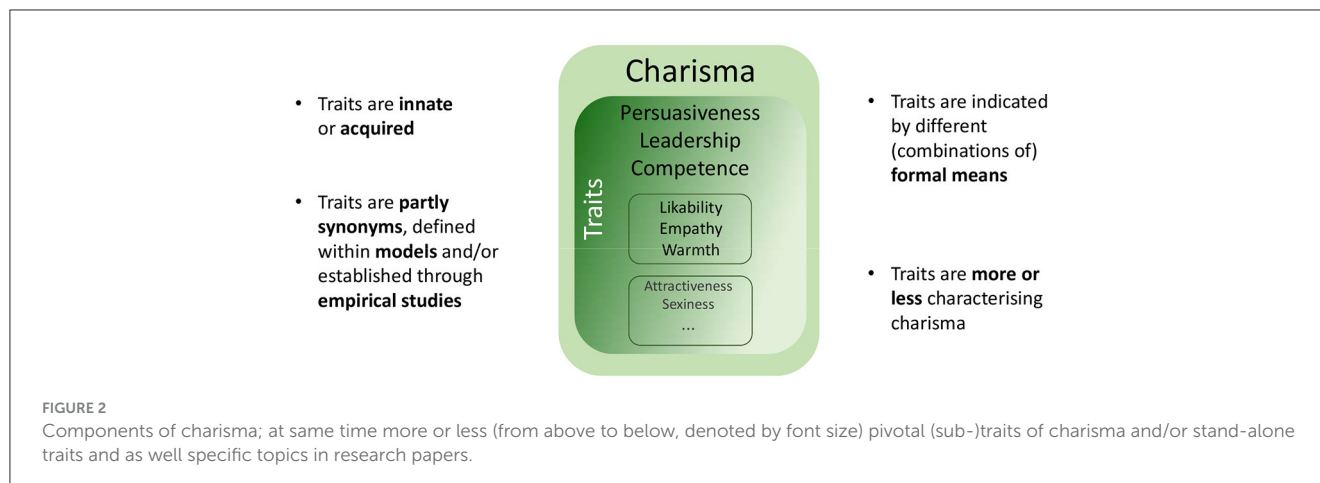 • Traits are innate
or acquired
• Traits are partly
synonyms, defined
within models and/or
established through
empirical studies
Charisma
Traits
Persuasiveness
Leadership
Competence
Likability
Empathy
Warmth
Attractiveness
Sexiness
...
• Traits are indicated
by different
(combinations of)
formal means
• Traits are more or
less characterising
charisma
FIGURE 2
Components of charisma; at same time more or less (from above to below, denoted by font size) pivotal (sub-)traits of charisma and/or stand-alone
traits and as well specific topics in research papers.